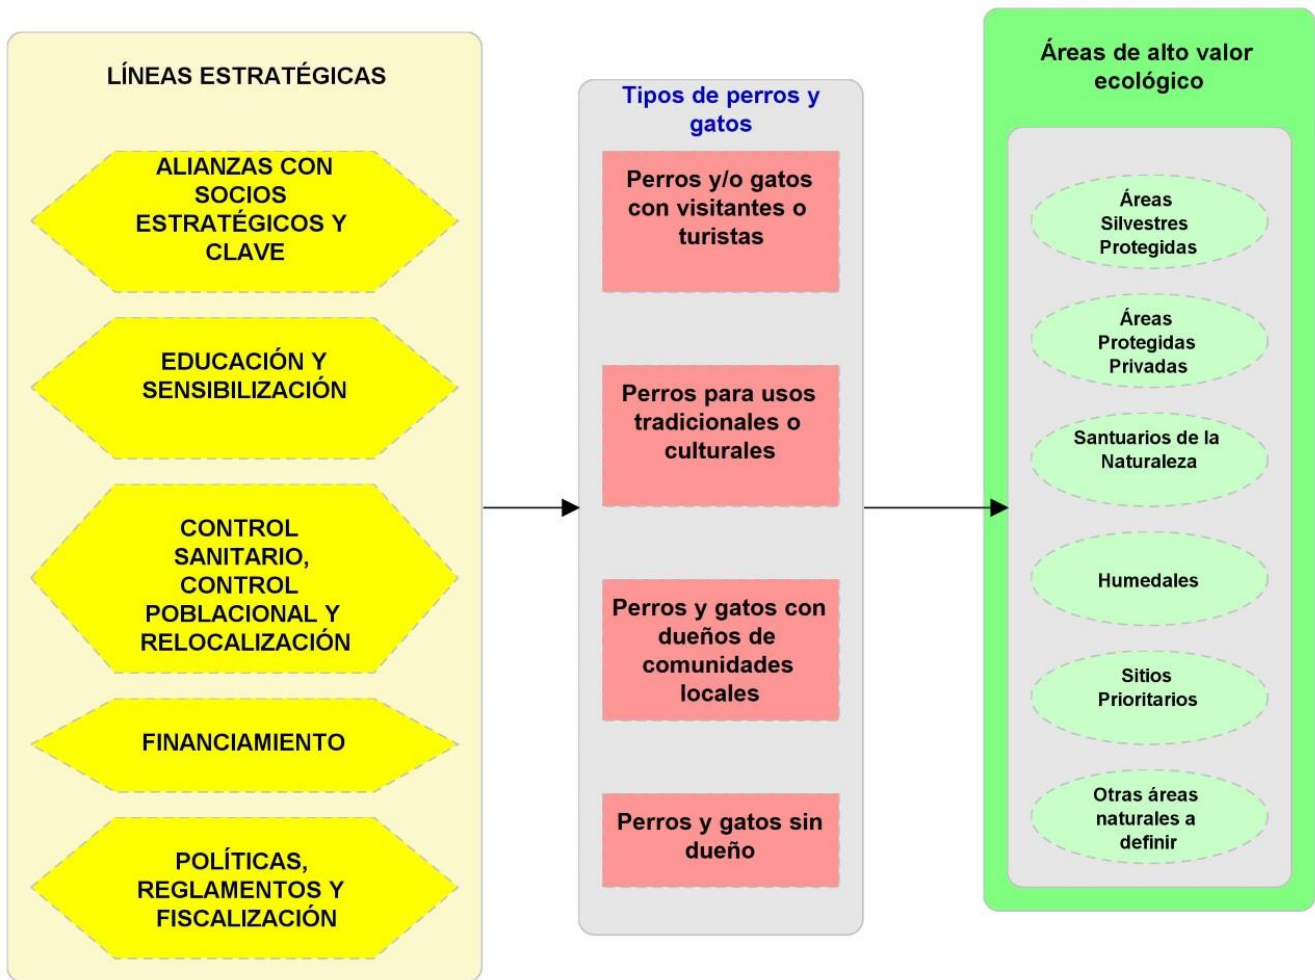 LÍNEAS ESTRATÉGICAS
ALIANZAS CON
SOCIOS
ESTRATÉGICOS Y
CLAVE
EDUCACIÓN Y
SENSIBILIZACIÓN
CONTROL
SANITARIO,
CONTROL
POBLACIONAL Y
RELOCALIZACIÓN
FINANCIAMIENTO
POLÍTICAS,
REGLAMENTOS Y
FISCALIZACIÓN
Tipos de perros y
gatos
Perros y/o gatos
con visitantes o
turistas
Perros para usos
tradicionales o
culturales
Perros y gatos con
dueños de
comunidades
locales
Perros y gatos sin
dueño
Áreas de alto valor
ecológico
Áreas
Silvestres
Protegidas
Áreas
Protegidas
Privadas
Santuarios de la
Naturaleza
Humedales
Sitios
Prioritarios
Otras áreas
naturales a
definir